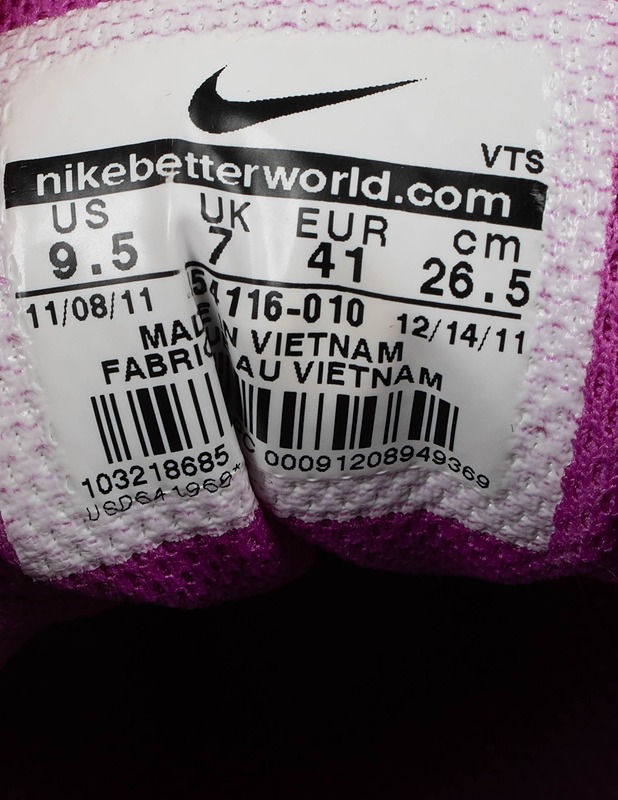 VTS
nikebetterworld.com
US UK EUR cm
9.5 7 41 26.5
11/08/11 116-010 12/14/11
VIETNAM
AU VIETNAM
103218685 00091208949369